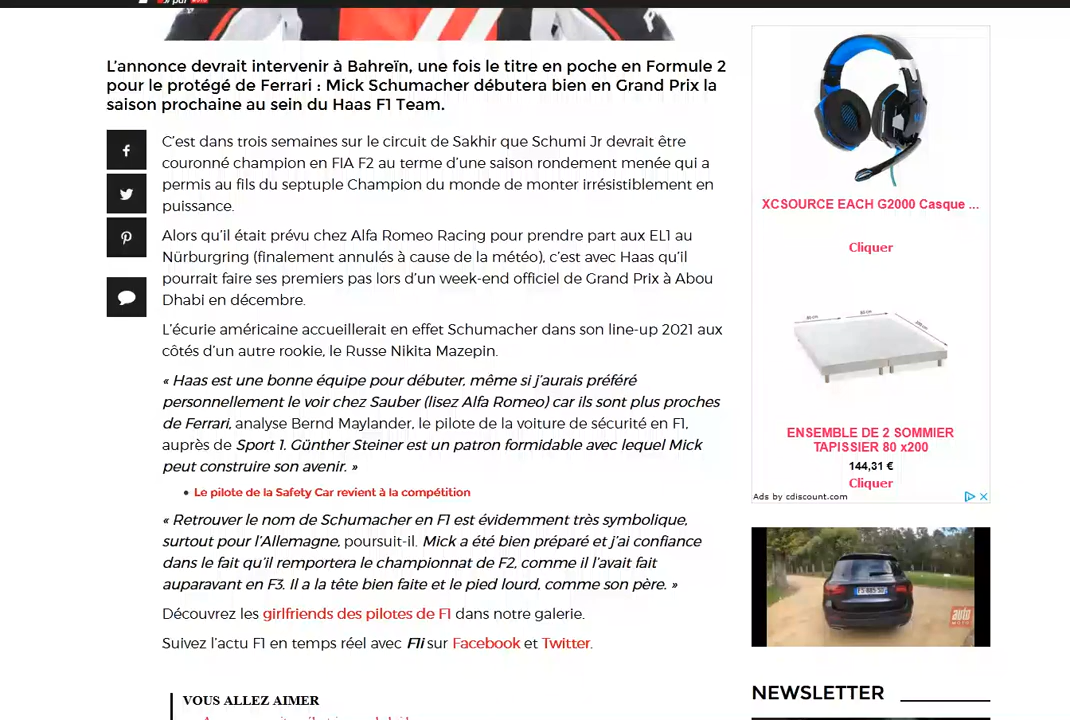 L'annonce devrait intervenir à Bahreïn, une fois le titre en poche en Formule 2
pour le protégé de Ferrari : Mick Schumacher débutera bien en Grand Prix la
saison prochaine au sein du Haas F1 Team.
C'est dans trois semaines sur le circuit de Sakhir que Schumi Jr devrait être
couronné champion en FIA F2 au terme d'une saison rondement menée qui a
permis au fils du septuple Champion du monde de monter irrésistiblement en
puissance.
Alors qu'il était prévu chez Alfa Romeo Racing pour prendre part aux EL1 au
Nürburgring (finalement annulés à cause de la météo), c'est avec Haas qu'il
pourrait faire ses premiers pas lors d'un week-end officiel de Grand Prix à Abou
Dhabi en décembre.
L'écurie américaine accueillerait en effet Schumacher dans son line-up 2021 aux
côtés d'un autre rookie, le Russe Nikita Mazepin.
« Haas est une bonne équipe pour débuter, même si j'aurais préféré
personnellement le voir chez Sauber (lisez Alfa Romeo) car ils sont plus proches
de Ferrari, analyse Bernd Maylander, le pilote de la voiture de sécurité en F1,
auprès de Sport 1. Günther Steiner est un patron formidable avec lequel Mick
peut construire son avenir. »
• Le pilote de la Safety Car revient à la compétition
« Retrouver le nom de Schumacher en F1 est évidemment très symbolique,
surtout pour l'Allemagne, poursuit-il. Mick a été bien préparé et j'ai confiance
dans le fait qu'il remportera le championnat de F2, comme il l'avait fait
auparavant en F3. Il a la tête bien faite et le pied lourd, comme son père. »
Découvrez les girlfriends des pilotes de F1 dans notre galerie.
Suivez l'actu F1 en temps réel avec F1i sur Facebook et Twitter.
VOUS ALLEZ AIMER
XCSOURCE EACH G2000 Casque ...
Cliquer
ENSEMBLE DE 2 SOMMIER
TAPISSIER 80 x200
144,31 €
Cliquer
Ads by cdiscount.com
auto
moto
NEWSLETTER